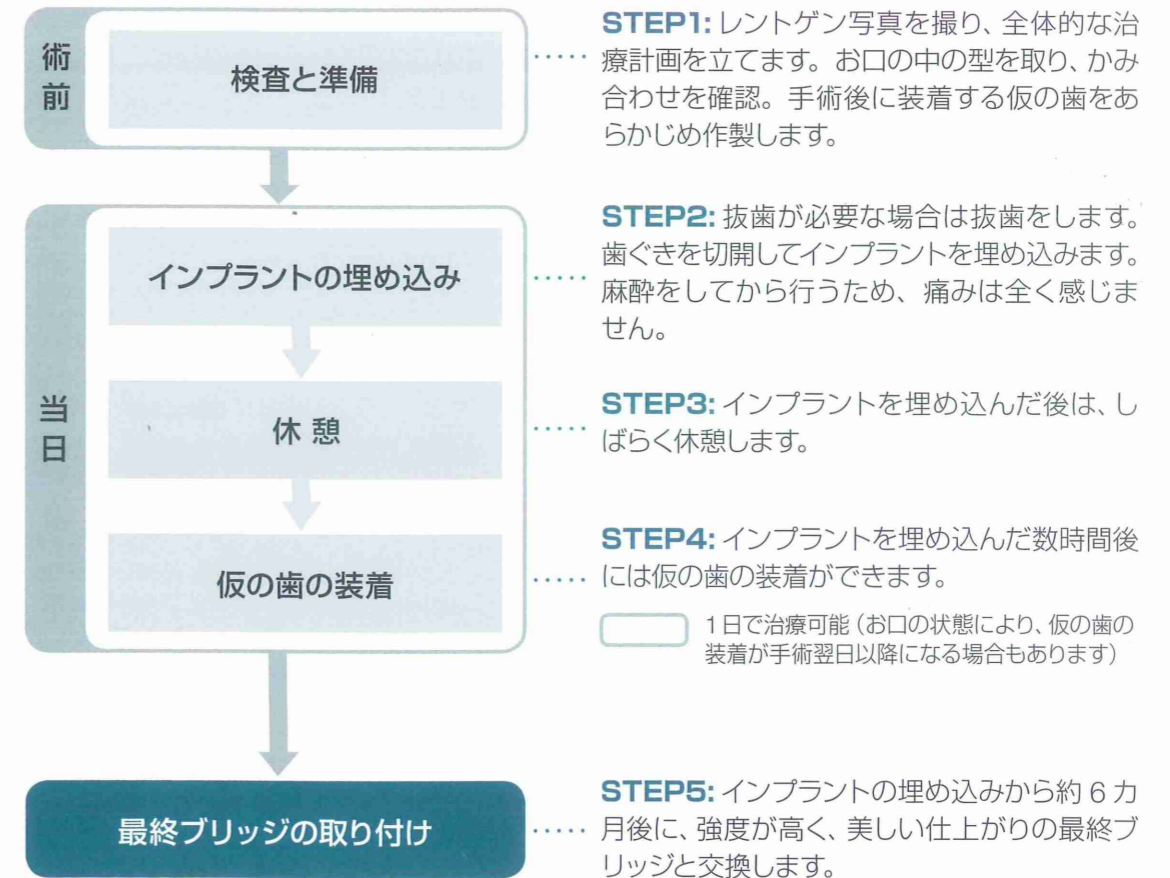 術前
検査と準備
STEP1: レントゲン写真を撮り、全体的な治
療計画を立てます。お口の中の型を取り、かみ
合わせを確認。手術後に装着する仮の歯をあ
らかじめ作製します。
当日
インプラントの埋め込み
STEP2: 抜歯が必要な場合は抜歯をします。
歯ぐきを切開してインプラントを埋め込みます。
麻酔をしてから行うため、痛みは全く感じま
せん。
休憩
STEP3: インプラントを埋め込んだ後は、し
ばらく休憩します。
仮の歯の装着
STEP4: インプラントを埋め込んだ数時間後
には仮の歯の装着ができます。
1日で治療可能(お口の状態により、仮の歯の
装着が手術翌日以降になる場合もあります)
最終ブリッジの取り付け
STEP5: インプラントの埋め込みから約6カ
月後に、強度が高く、美しい仕上がりの最終ブ
リッジと交換します。